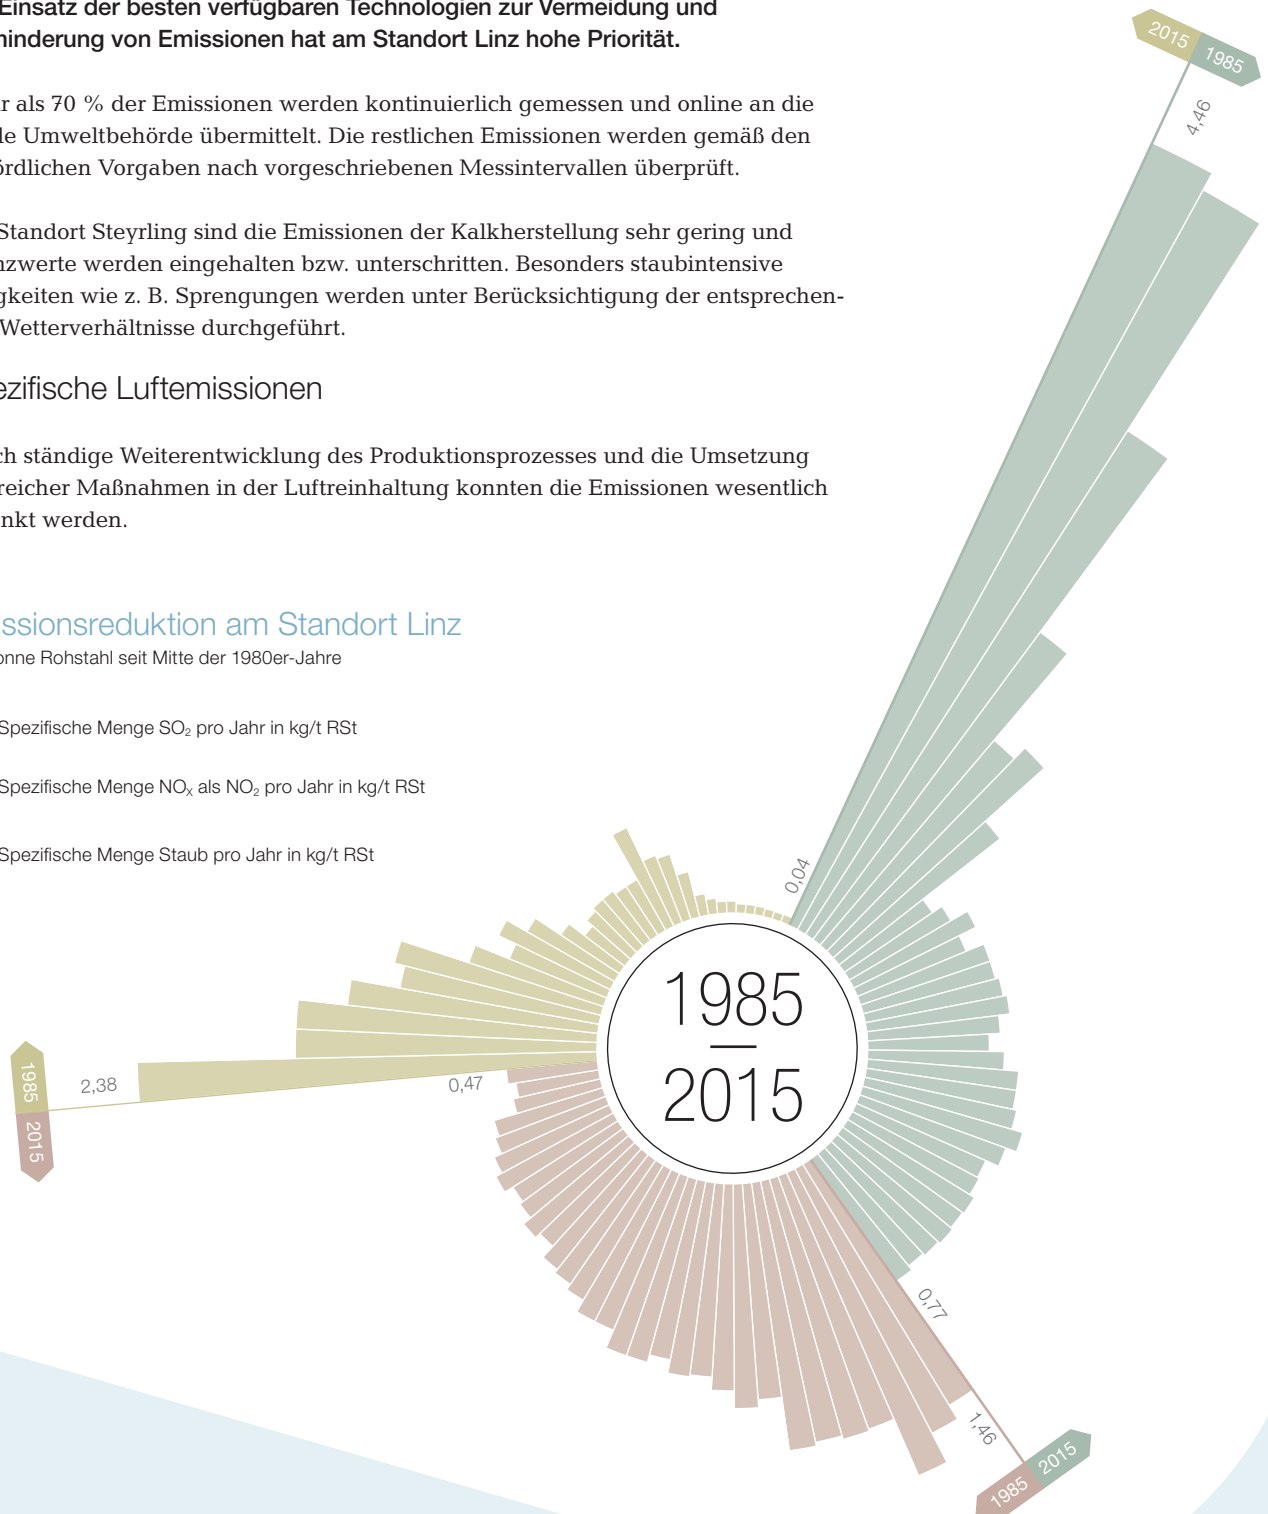 Einsatz der besten verfügbaren Technologien zur Vermeidung und
minderung von Emissionen hat am Standort Linz hohe Priorität.
r als 70 % der Emissionen werden kontinuierlich gemessen und online an die
le Umweltbehörde übermittelt. Die restlichen Emissionen werden gemäß den
ördlichen Vorgaben nach vorgeschriebenen Messintervallen überprüft.
Standort Steyrling sind die Emissionen der Kalkherstellung sehr gering und
nzwerte werden eingehalten bzw. unterschritten. Besonders staubintensive
gkeiten wie z. B. Sprengungen werden unter Berücksichtigung der entsprechen-
Wetterverhältnisse durchgeführt.
ezifische Luftemissionen
ch ständige Weiterentwicklung des Produktionsprozesses und die Umsetzung
reicher Maßnahmen in der Luftreinhaltung konnten die Emissionen wesentlich
nkt werden.
ssionsreduktion am Standort Linz
onne Rohstahl seit Mitte der 1980er-Jahre
Spezifische Menge SO₂ pro Jahr in kg/t RSt
Spezifische Menge NOₓ als NO₂ pro Jahr in kg/t RSt
Spezifische Menge Staub pro Jahr in kg/t RSt
2015
1985
4,46
0,04
1985
2015
1985
2,38
0,47
2015
0,77
1,46
2015
1985